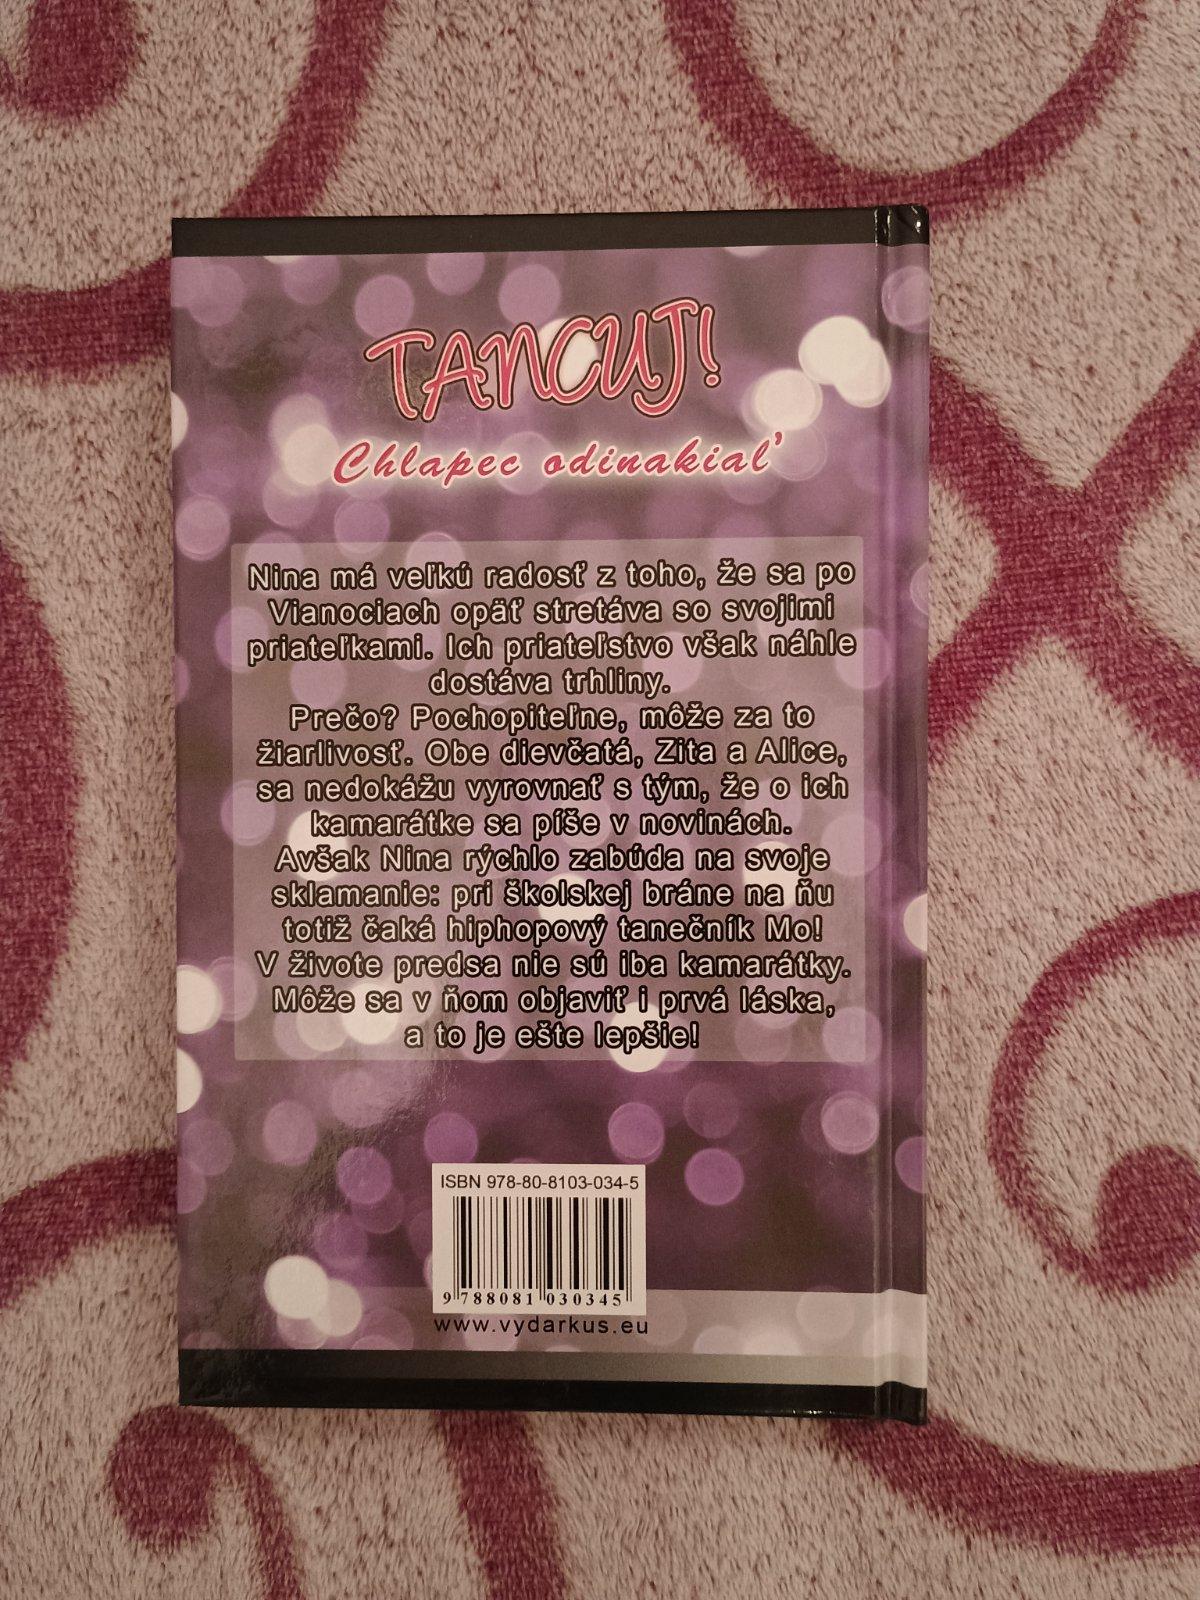 TANCUJ!
Chlapec odinakiaľ
Nina má veľkú radosť z toho, že sa po
Vianociach opäť stretáva so svojimi
priateľkami. Ich priateľstvo však náhle
dostáva trhliny.
Prečo? Pochopiteľne, môže za to
žiarlivosť. Obe dievčatá, Zita a Alice,
sa nedokážu vyrovnať s tým, že o ich
kamarátke sa píše v novinách.
Avšak Nina rýchlo zabúda na svoje
sklamanie: pri školskej bráne na ňu
totiž čaká hiphopový tanečník Mo!
V živote predsa nie sú iba kamarátky.
Môže sa v ňom objaviť i prvá láska,
a to je ešte lepšie!
ISBN 978-80-8103-034-5
9 788081 030345
www.vydarkus.eu